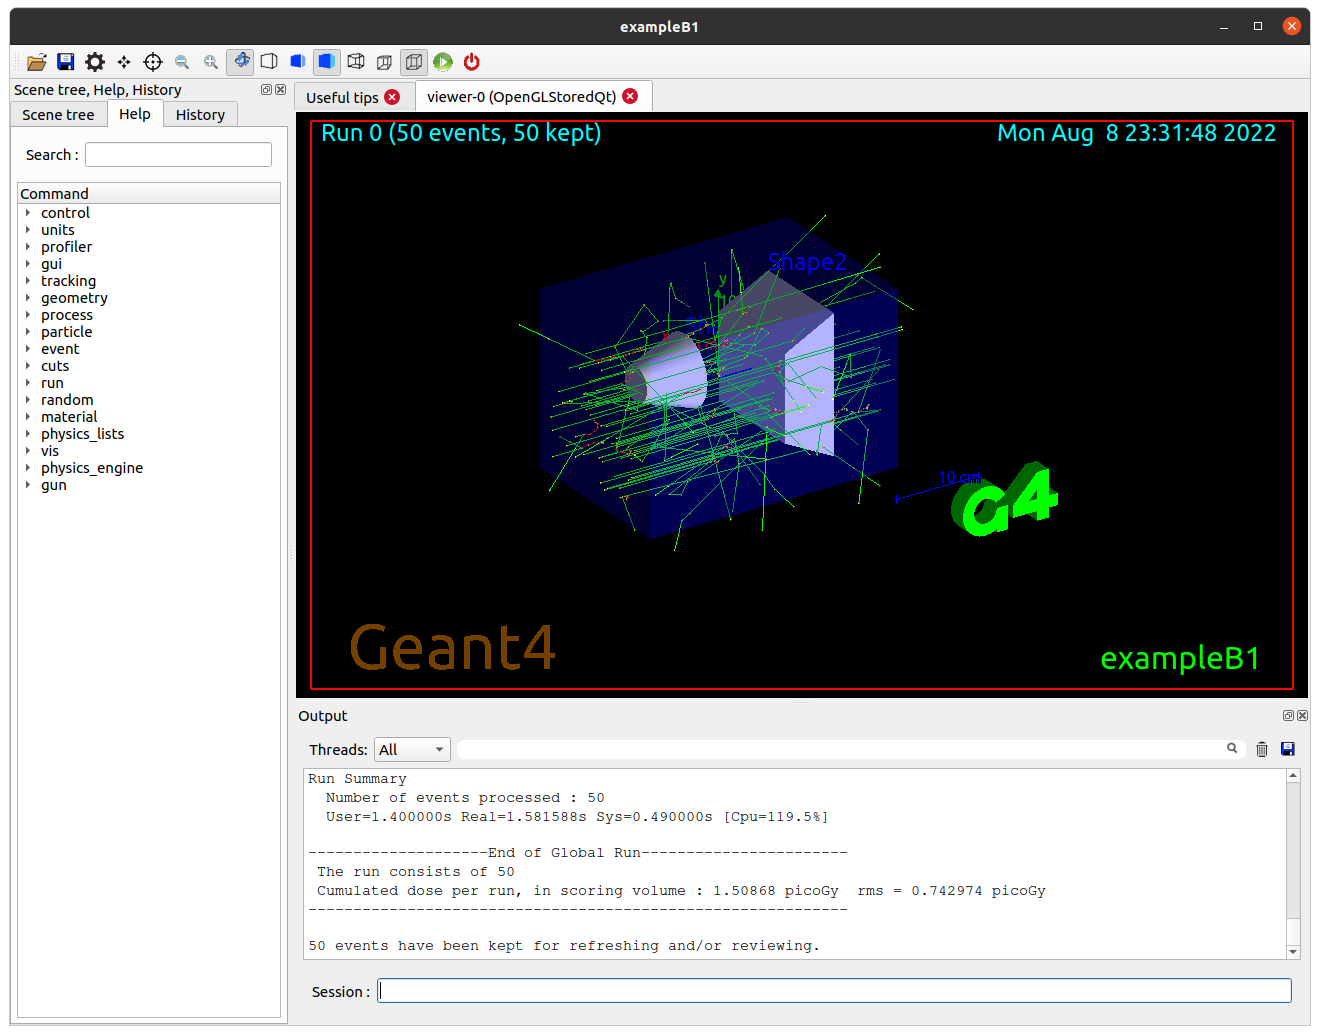 exampleB1
Scene tree, Help, History
Scene tree
Help
History
Search :
Command
control
units
profiler
gui
tracking
geometry
process
particle
event
cuts
run
random
material
physics_lists
vis
physics_engine
gun
Useful tips
viewer-0 (OpenGLStoredQt)
Run 0 (50 events, 50 kept)
Mon Aug  8 23:31:48 2022
Shape2
y
10 cm
G4
Geant4
exampleB1
Output
Threads: All
Run Summary
Number of events processed : 50
User=1.400000s Real=1.581588s Sys=0.490000s [Cpu=119.5%]
--------------------End of Global Run-----------------------
The run consists of 50
Cumulated dose per run, in scoring volume : 1.50868 picoGy  rms = 0.742974 picoGy
------------------------------------------------------------
50 events have been kept for refreshing and/or reviewing.
Session :